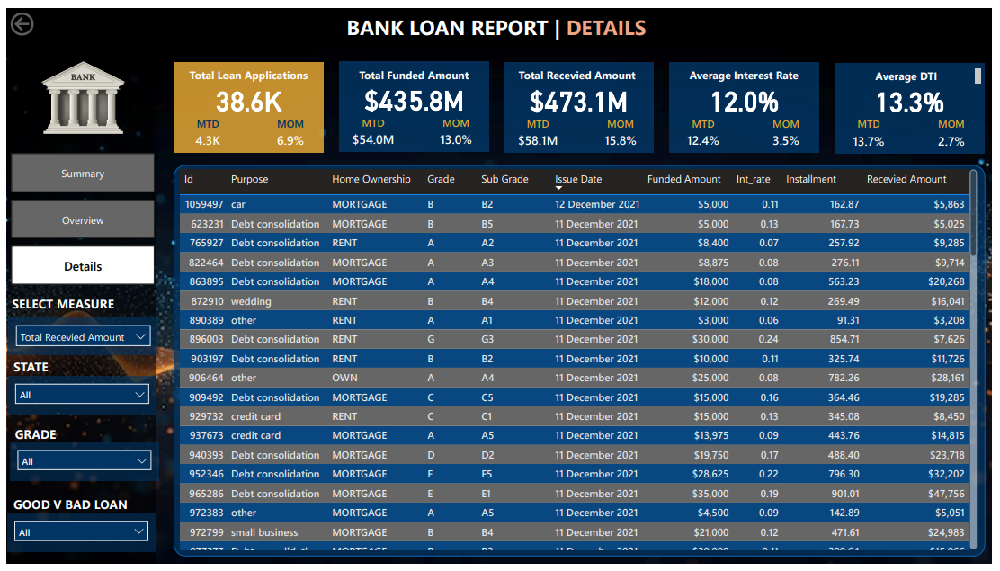 BANK LOAN REPORT | DETAILS
BANK
Total Loan Applications
38.6K
MTD MOM
4.3K 6.9%
Total Funded Amount
$435.8M
MTD MOM
$54.0M 13.0%
Total Recevied Amount
$473.1M
MTD MOM
$58.1M 15.8%
Average Interest Rate
12.0%
MTD MOM
12.4% 3.5%
Average DTI
13.3%
MTD MOM
13.7% 2.7%
Summary
Overview
Details
SELECT MEASURE
Total Recevied Amount
STATE
All
GRADE
All
GOOD V BAD LOAN
All
Id Purpose Home Ownership Grade Sub Grade Issue Date Funded Amount Int_rate Installment Recevied Amount
1059497 car MORTGAGE B B2 12 December 2021 $5,000 0.11 162.87 $5,863
623231 Debt consolidation MORTGAGE B B5 11 December 2021 $5,000 0.13 167.73 $5,025
765927 Debt consolidation RENT A A2 11 December 2021 $8,400 0.07 257.92 $9,285
822464 Debt consolidation MORTGAGE A A3 11 December 2021 $8,875 0.08 276.11 $9,714
863895 Debt consolidation MORTGAGE A A4 11 December 2021 $18,000 0.08 563.23 $20,268
872910 wedding RENT B B4 11 December 2021 $12,000 0.12 269.49 $16,041
890389 other RENT A A1 11 December 2021 $3,000 0.06 91.31 $3,208
896003 Debt consolidation RENT G G3 11 December 2021 $30,000 0.24 854.71 $7,626
903197 Debt consolidation RENT B B2 11 December 2021 $10,000 0.11 325.74 $11,726
906464 other OWN A A4 11 December 2021 $25,000 0.08 782.26 $28,161
909492 Debt consolidation MORTGAGE C C5 11 December 2021 $15,000 0.16 364.46 $19,285
929732 credit card RENT C C1 11 December 2021 $15,000 0.13 345.08 $8,450
937673 credit card MORTGAGE A A5 11 December 2021 $13,975 0.09 443.76 $14,815
940393 Debt consolidation MORTGAGE D D2 11 December 2021 $19,750 0.17 488.40 $23,718
952346 Debt consolidation MORTGAGE F F5 11 December 2021 $28,625 0.22 796.30 $32,202
965286 Debt consolidation MORTGAGE E E1 11 December 2021 $35,000 0.19 901.01 $47,756
972383 other MORTGAGE A A5 11 December 2021 $4,500 0.09 142.89 $5,051
972799 small business MORTGAGE B B4 11 December 2021 $21,000 0.12 471.61 $24,983